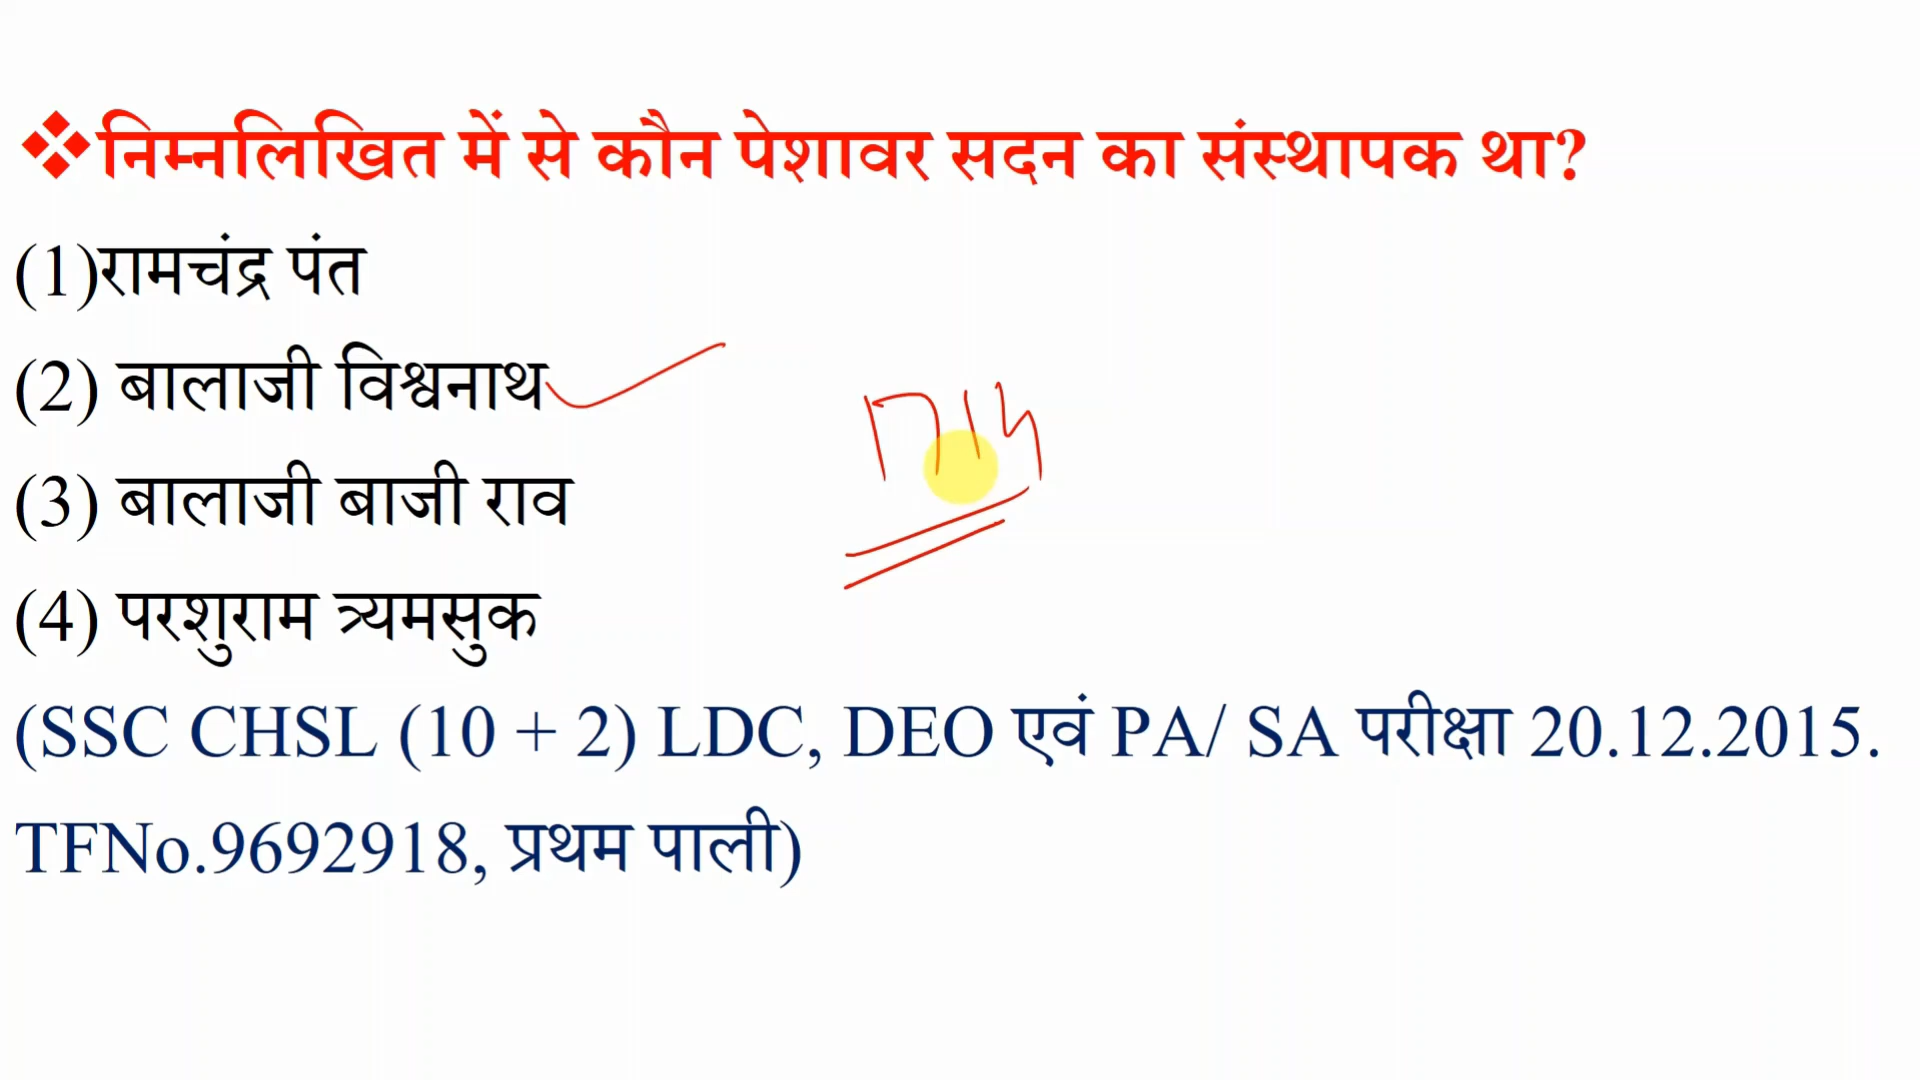 ❖निम्नलिखित में से कौन पेशावर सदन का संस्थापक था?
(1)रामचंद्र पंत
(2) बालाजी विश्वनाथ
(3) बालाजी बाजी राव
(4) परशुराम त्र्यमसुक
(SSC CHSL (10 + 2) LDC, DEO एवं PA/ SA परीक्षा 20.12.2015.
TFNo.9692918, प्रथम पाली)